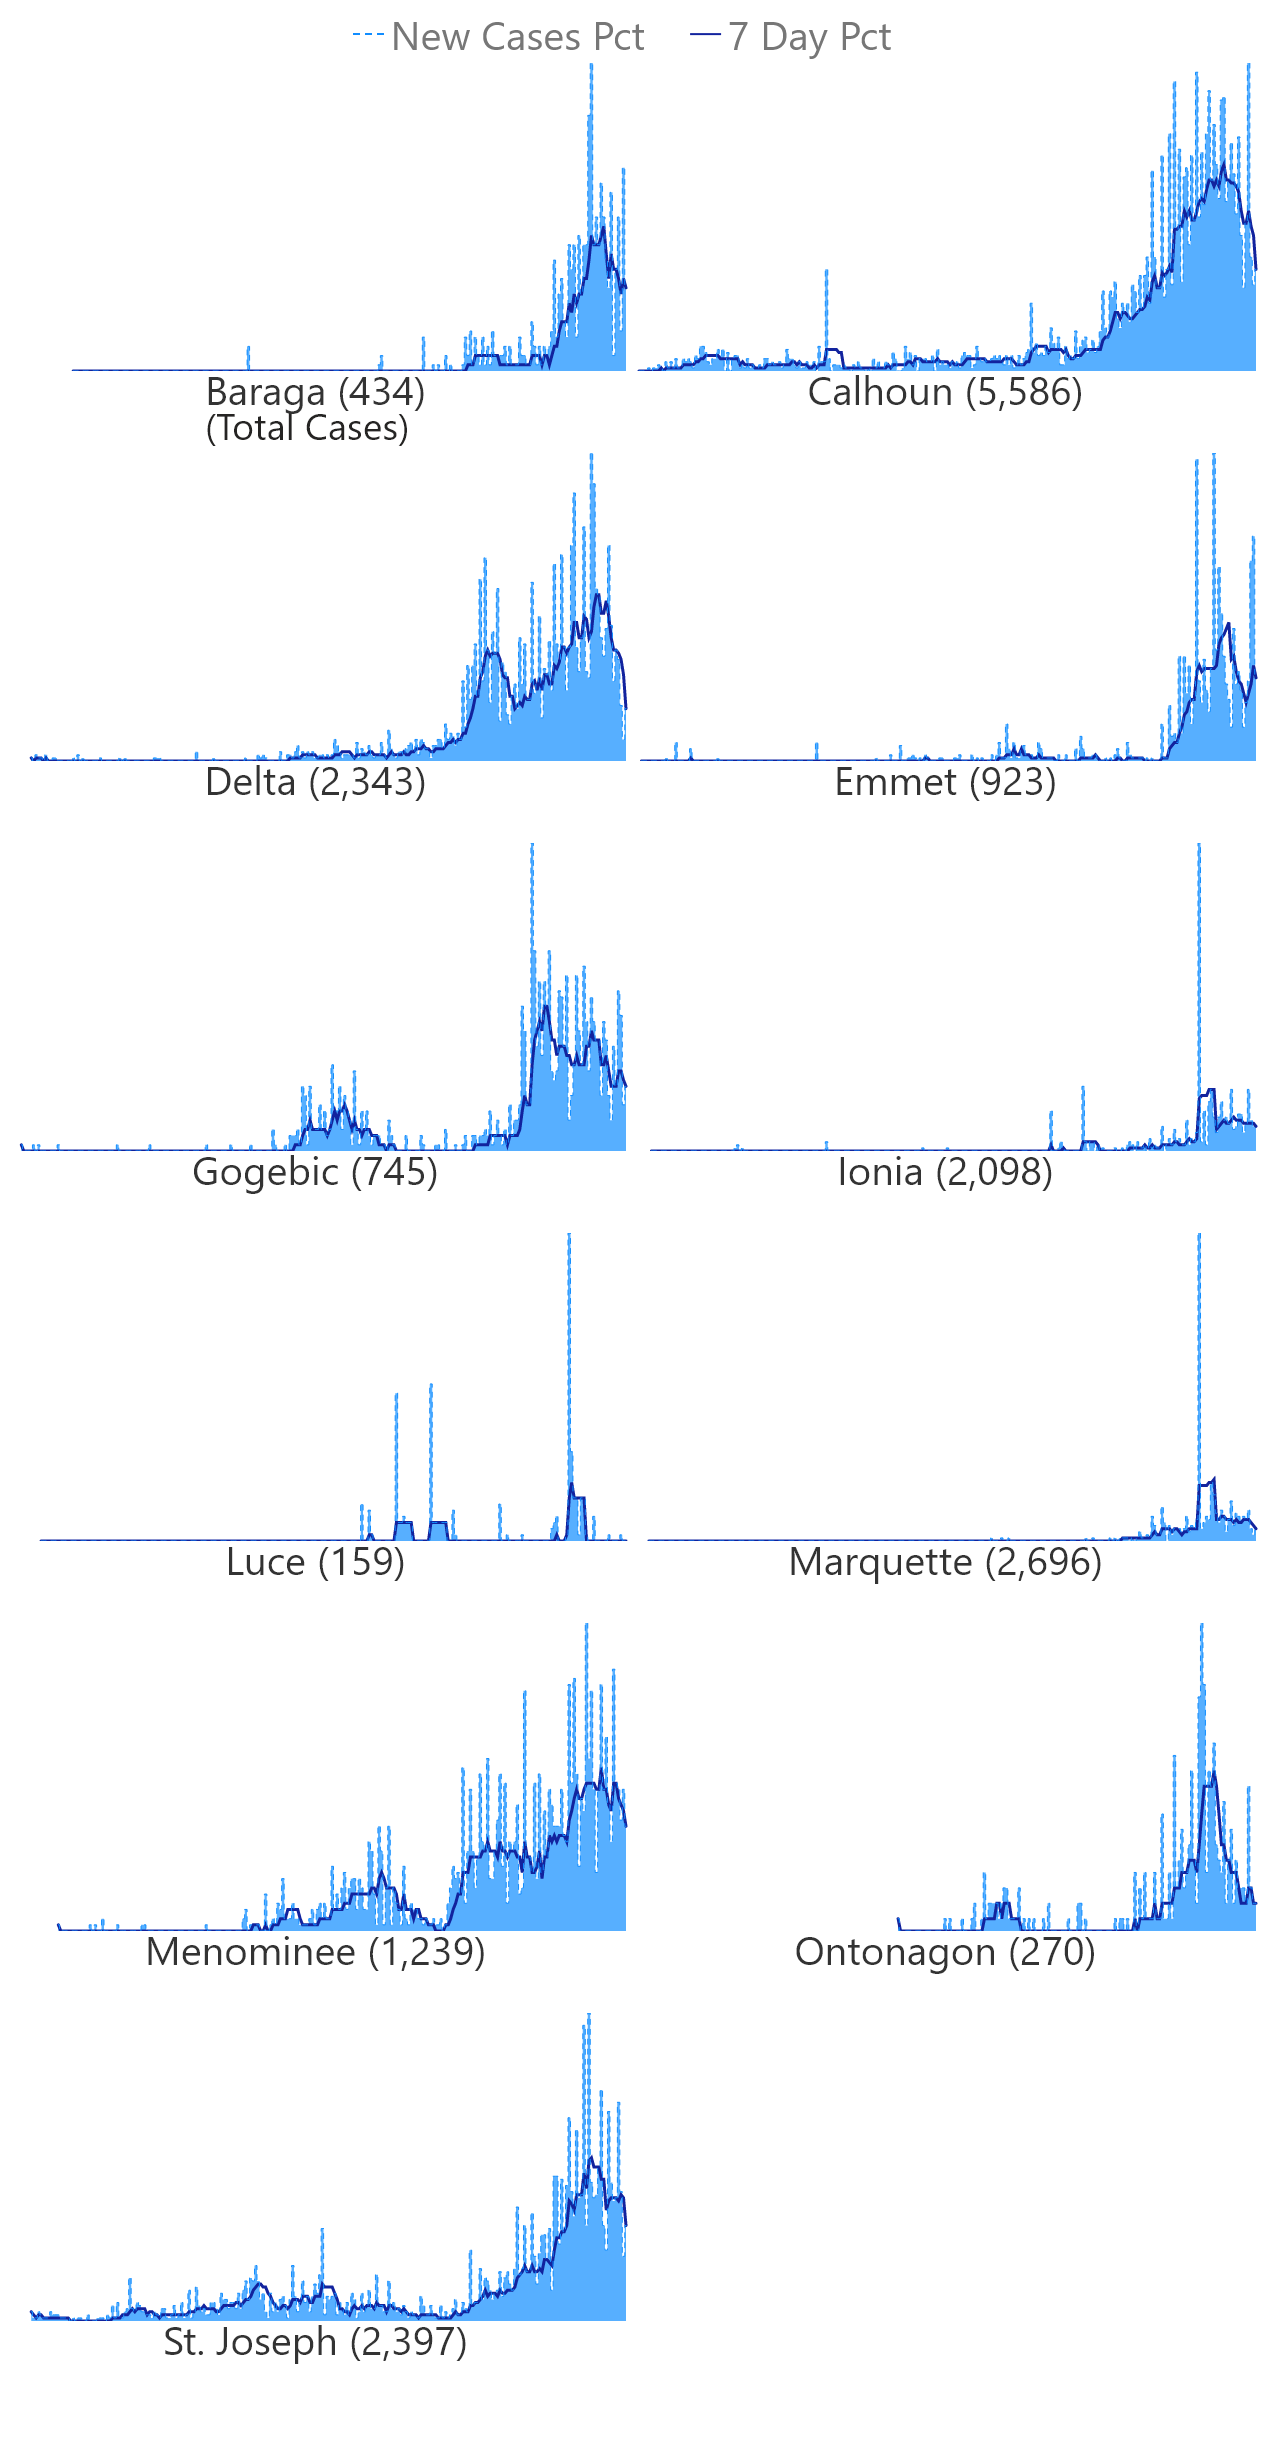 New Cases Pct 7 Day Pct
Baraga (434)
(Total Cases)
Calhoun (5,586)
Delta (2,343)
Emmet (923)
Gogebic (745)
Ionia (2,098)
Luce (159)
Marquette (2,696)
Menominee (1,239)
Ontonagon (270)
St. Joseph (2,397)